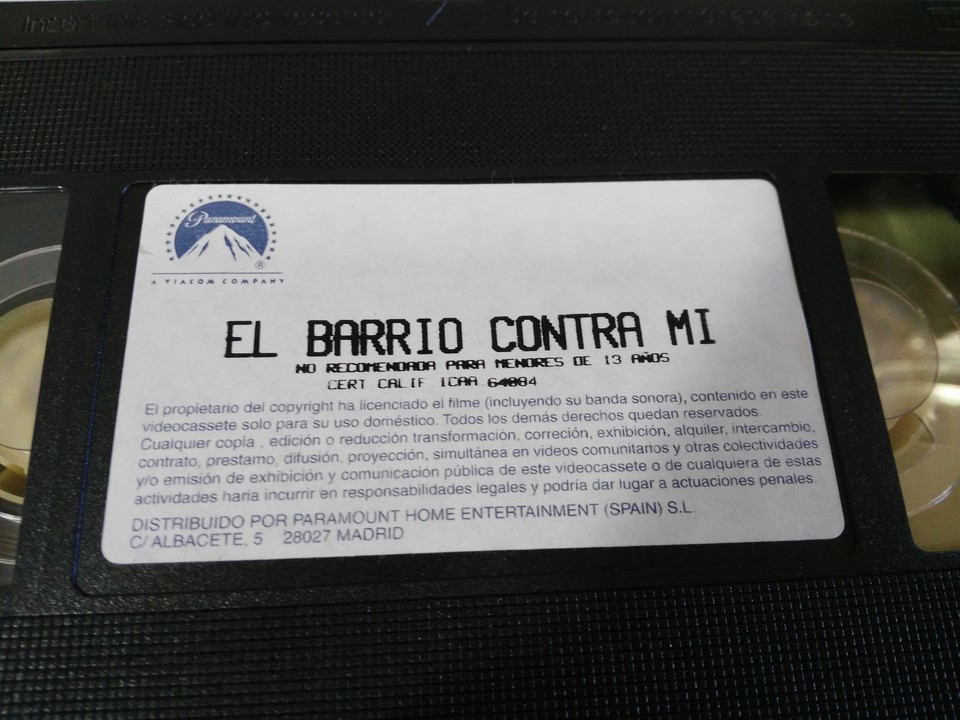 Paramount
®
A VIACOM COMPANY
EL BARRIO CONTRA MI
NO RECOMENDADA PARA MENORES DE 13 AÑOS
CERT CALIF ICAA 64084
El propietario del copyright ha licenciado el filme (incluyendo su banda sonora), contenido en este
videocassete solo para su uso doméstico. Todos los demás derechos quedan reservados.
Cualquier copia , edición o reducción transformación, correción, exhibición, alquiler, intercambio,
contrato, prestamo, difusión, proyección, simultánea en videos comunitarios y otras colectividades
y/o emisión de exhibición y comunicación pública de este videocassete o de cualquiera de estas
actividades haria incurrir en responsabilidades legales y podría dar lugar a actuaciones penales.
DISTRIBUIDO POR PARAMOUNT HOME ENTERTAINMENT (SPAIN) S.L.
C/ ALBACETE, 5 28027 MADRID